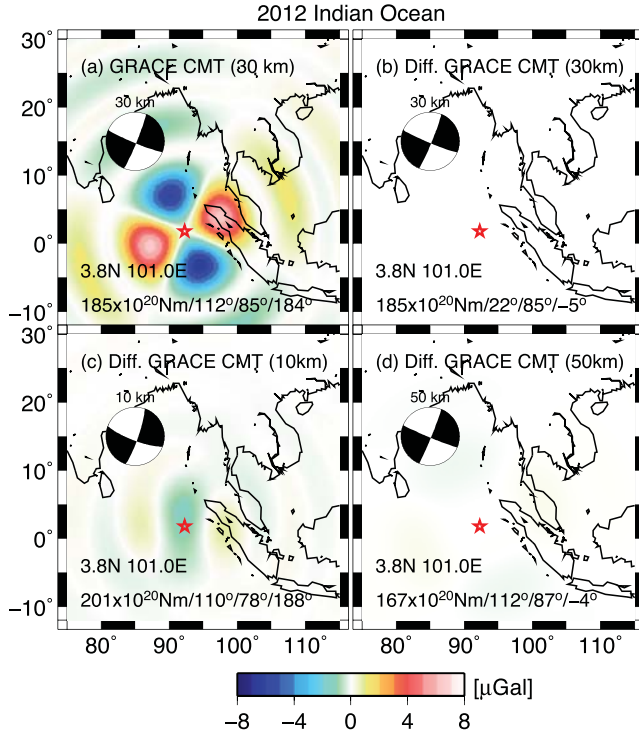 2012 Indian Ocean
30°
20°
10°
0°
−10°
(a) GRACE CMT (30 km)
30 km
3.8N 101.0E
185x10²⁰Nm/112°/85°/184°
(b) Diff. GRACE CMT (30km)
30 km
3.8N 101.0E
185x10²⁰Nm/22°/85°/−5°
30°
20°
10°
0°
−10°
(c) Diff. GRACE CMT (10km)
10 km
3.8N 101.0E
201x10²⁰Nm/110°/78°/188°
(d) Diff. GRACE CMT (50km)
50 km
3.8N 101.0E
167x10²⁰Nm/112°/87°/−4°
80° 90° 100° 110° 80° 90° 100° 110°
[μGal]
−8 −4 0 4 8